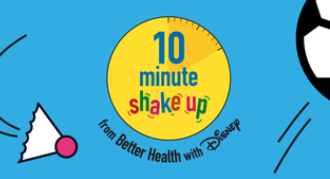 10
minute
shake up
from Better Health with Disney